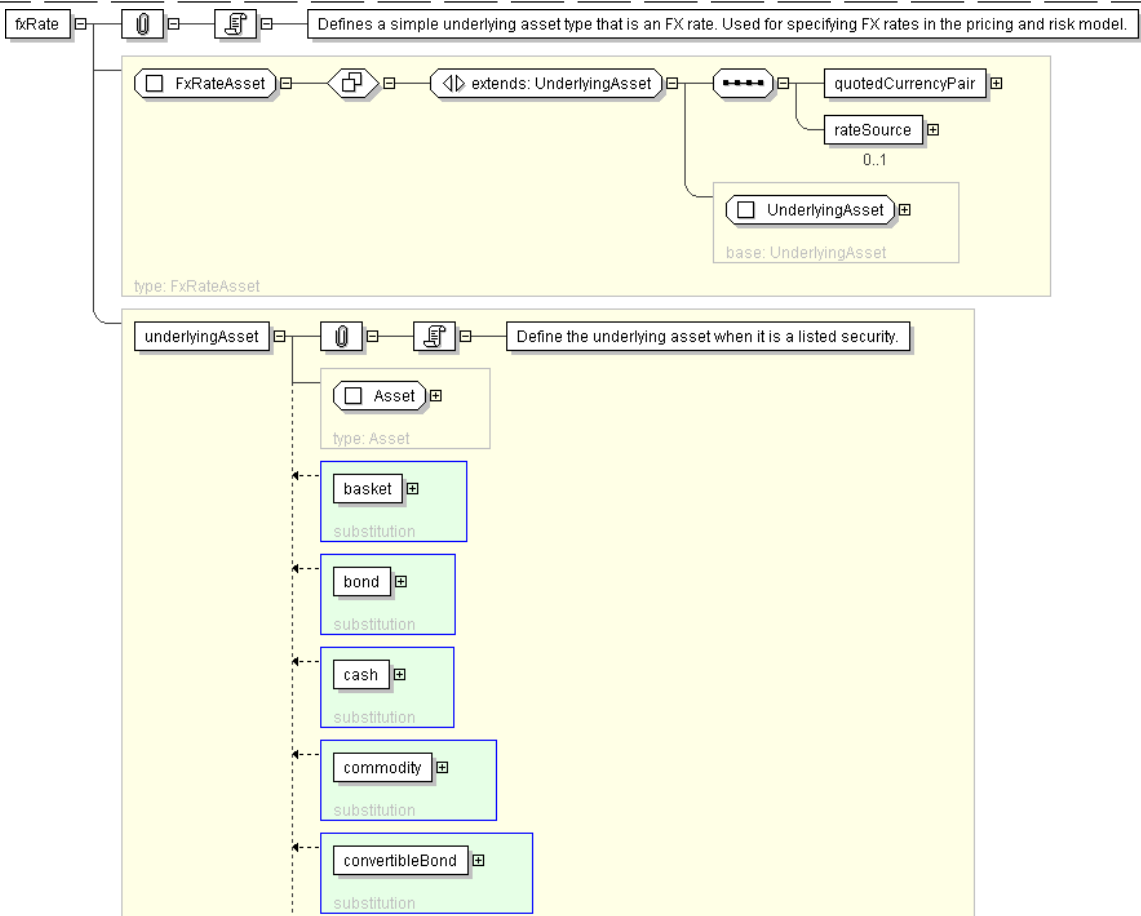 fxRate
Defines a simple underlying asset type that is an FX rate. Used for specifying FX rates in the pricing and risk model.
FxRateAsset
extends: UnderlyingAsset
quotedCurrencyPair
rateSource
0..1
UnderlyingAsset
base: UnderlyingAsset
type: FxRateAsset
underlyingAsset
Define the underlying asset when it is a listed security.
Asset
type: Asset
basket
substitution
bond
substitution
cash
substitution
commodity
substitution
convertibleBond
substitution